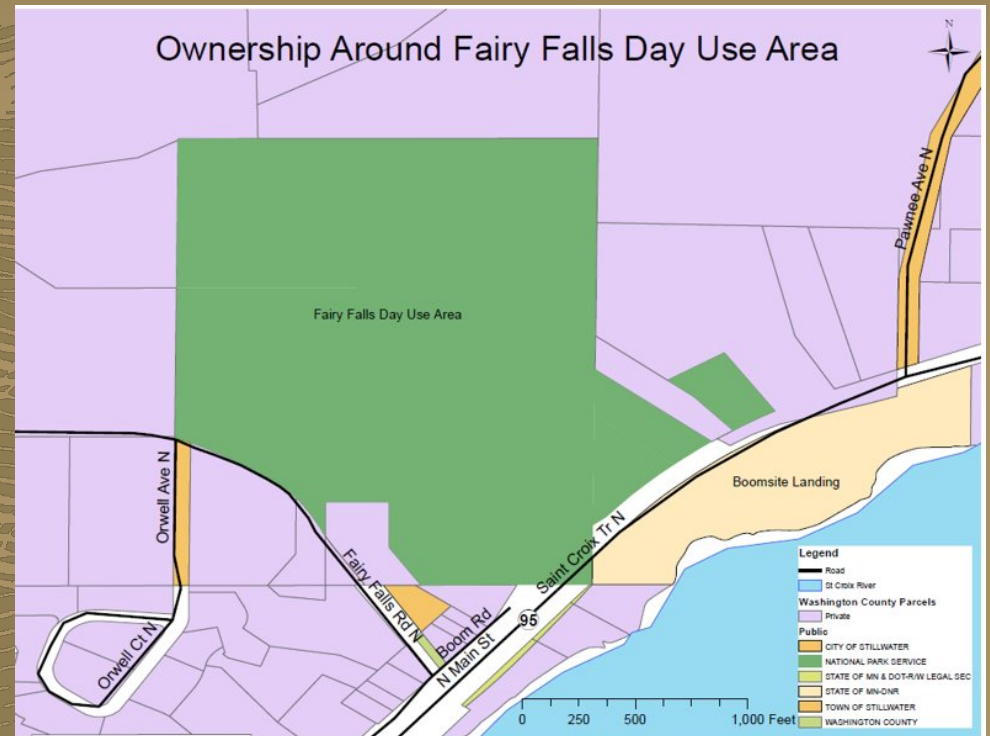 Ownership Around Fairy Falls Day Use Area
N
Pawnee Ave N
Fairy Falls Day Use Area
Orwell Ave N
Boomsite Landing
Saint Croix Tr N
Fairy Falls Rd N
Boom Rd
95
N Main St
Orwell Ct N
Legend
Road
St Croix River
Washington County Parcels
Private
Public
CITY OF STILLWATER
NATIONAL PARK SERVICE
STATE OF MN & DOT-R/W LEGAL SEC
STATE OF MN-DNR
TOWN OF STILLWATER
WASHINGTON COUNTY
0 250 500 1,000 Feet